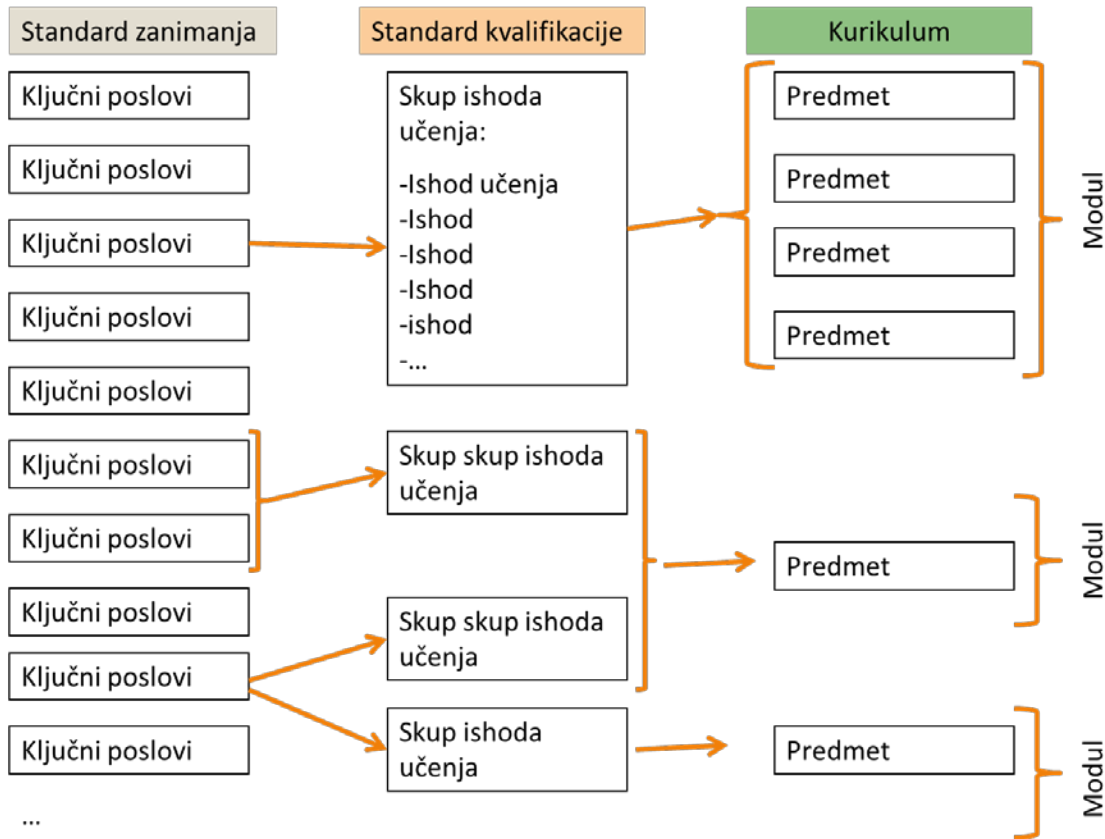 Standard zanimanja
Ključni poslovi
Ključni poslovi
Ključni poslovi
Ključni poslovi
Ključni poslovi
Ključni poslovi
Ključni poslovi
Ključni poslovi
Ključni poslovi
Ključni poslovi
...
Standard kvalifikacije
Skup ishoda
učenja:
-Ishod učenja
-Ishod
-Ishod
-Ishod
-ishod
-...
Skup skup ishoda
učenja
Skup skup ishoda
učenja
Skup ishoda
učenja
Kurikulum
Predmet
Predmet
Predmet
Predmet
Modul
Predmet
Modul
Predmet
Modul